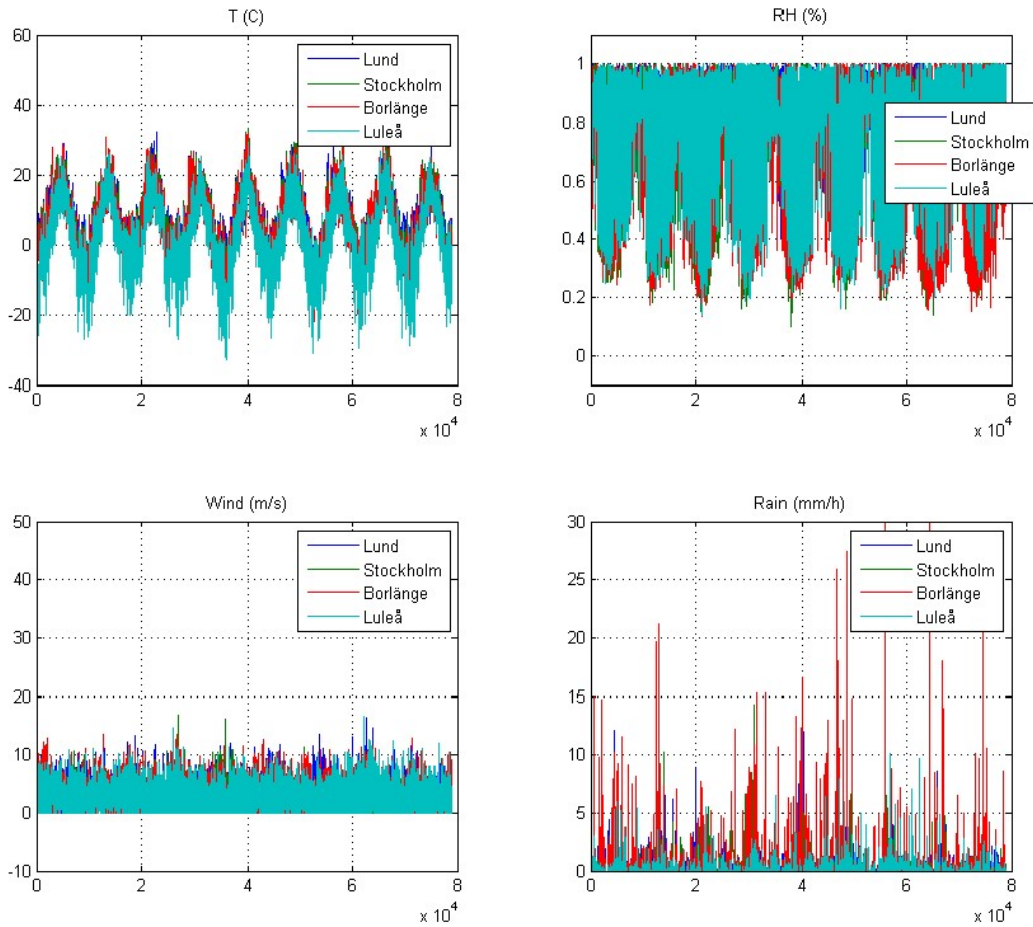 T (C)
60
40
20
0
-20
-40
0
2
4
6
8
x 10^4
Lund
Stockholm
Borlänge
Luleå
RH (%)
1
0.8
0.6
0.4
0.2
0
0
2
4
6
8
x 10^4
Lund
Stockholm
Borlänge
Luleå
Wind (m/s)
50
40
30
20
10
0
-10
0
2
4
6
8
x 10^4
Lund
Stockholm
Borlänge
Luleå
Rain (mm/h)
30
25
20
15
10
5
0
0
2
4
6
8
x 10^4
Lund
Stockholm
Borlänge
Luleå